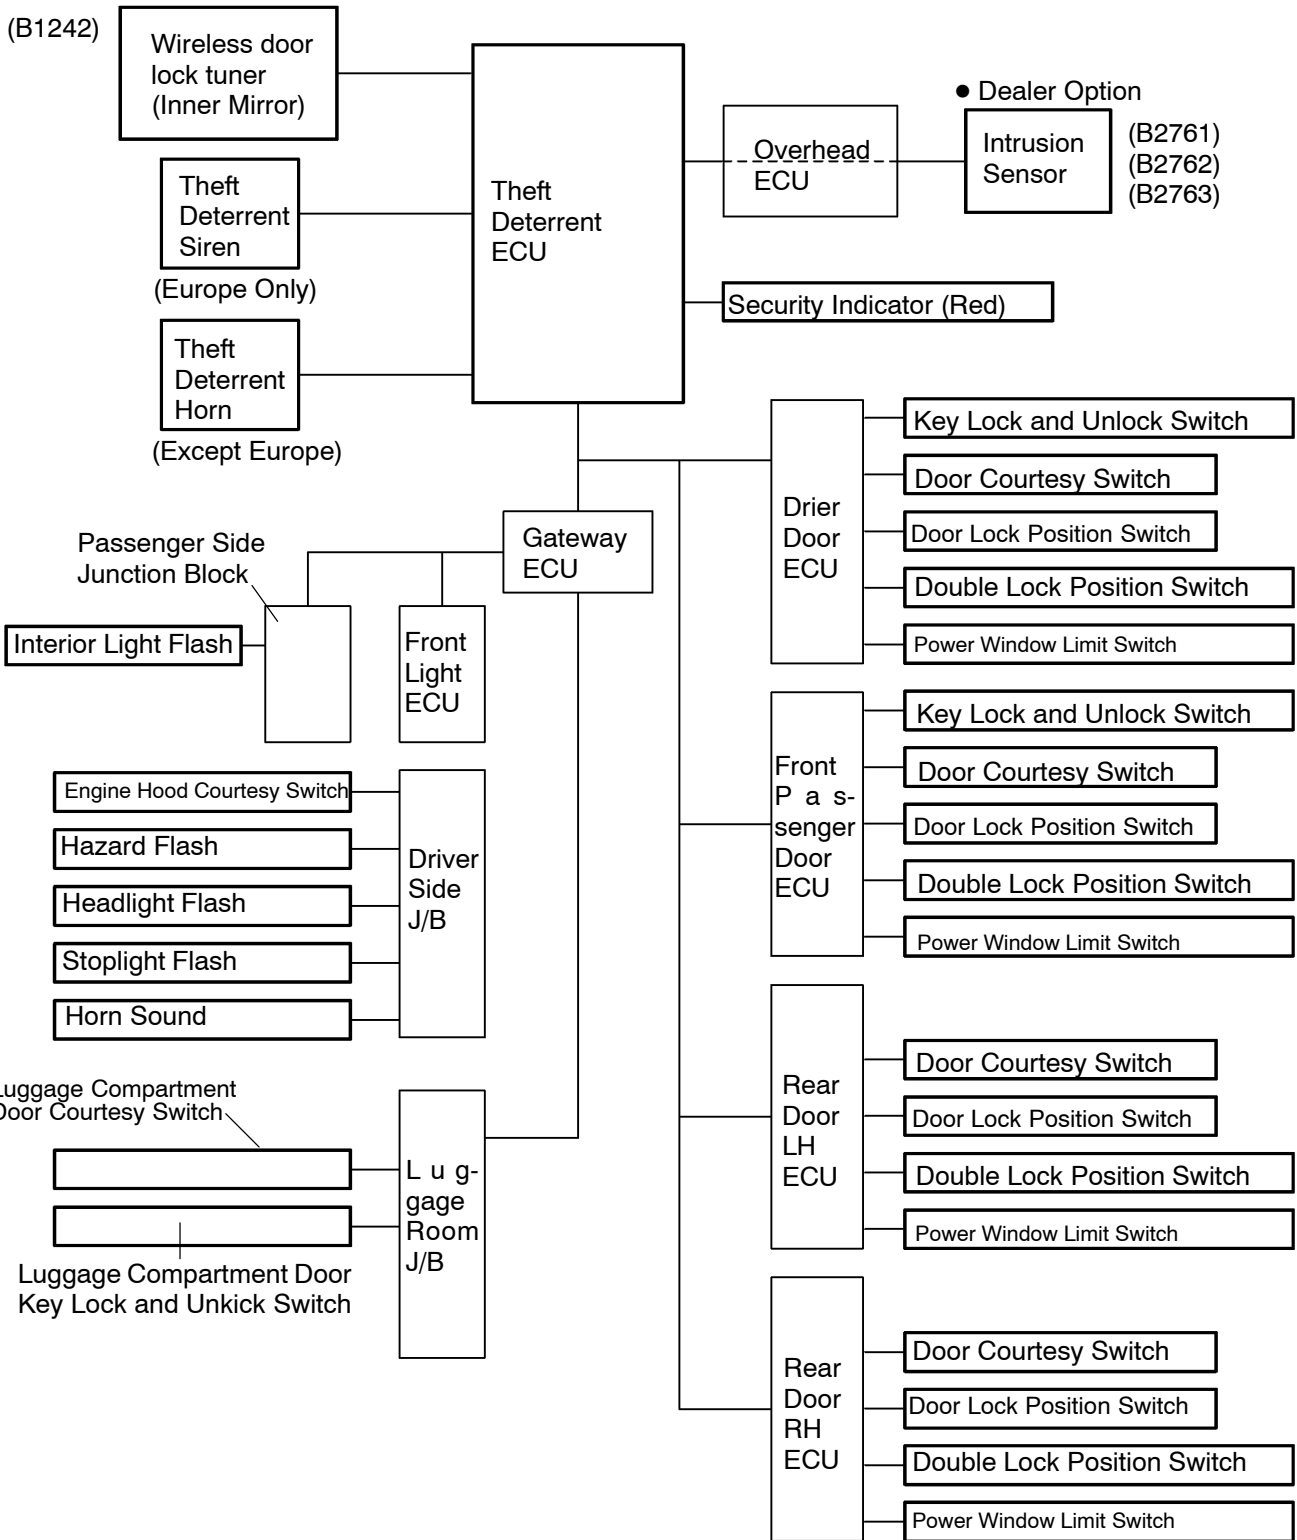 (B1242)
Wireless door
lock tuner
(Inner Mirror)
Theft
Deterrent
Siren
(Europe Only)
Theft
Deterrent
Horn
(Except Europe)
Theft
Deterrent
ECU
Overhead
ECU
● Dealer Option
Intrusion
Sensor
(B2761)
(B2762)
(B2763)
Security Indicator (Red)
Gateway
ECU
Passenger Side
Junction Block
Interior Light Flash
Front
Light
ECU
Engine Hood Courtesy Switch
Hazard Flash
Headlight Flash
Stoplight Flash
Horn Sound
Driver
Side
J/B
Luggage Compartment
Door Courtesy Switch
L u g-
gage
Room
J/B
Luggage Compartment Door
Key Lock and Unkick Switch
Drier
Door
ECU
Key Lock and Unlock Switch
Door Courtesy Switch
Door Lock Position Switch
Double Lock Position Switch
Power Window Limit Switch
Front
P a s-
senger
Door
ECU
Key Lock and Unlock Switch
Door Courtesy Switch
Door Lock Position Switch
Double Lock Position Switch
Power Window Limit Switch
Rear
Door
LH
ECU
Door Courtesy Switch
Door Lock Position Switch
Double Lock Position Switch
Power Window Limit Switch
Rear
Door
RH
ECU
Door Courtesy Switch
Door Lock Position Switch
Double Lock Position Switch
Power Window Limit Switch